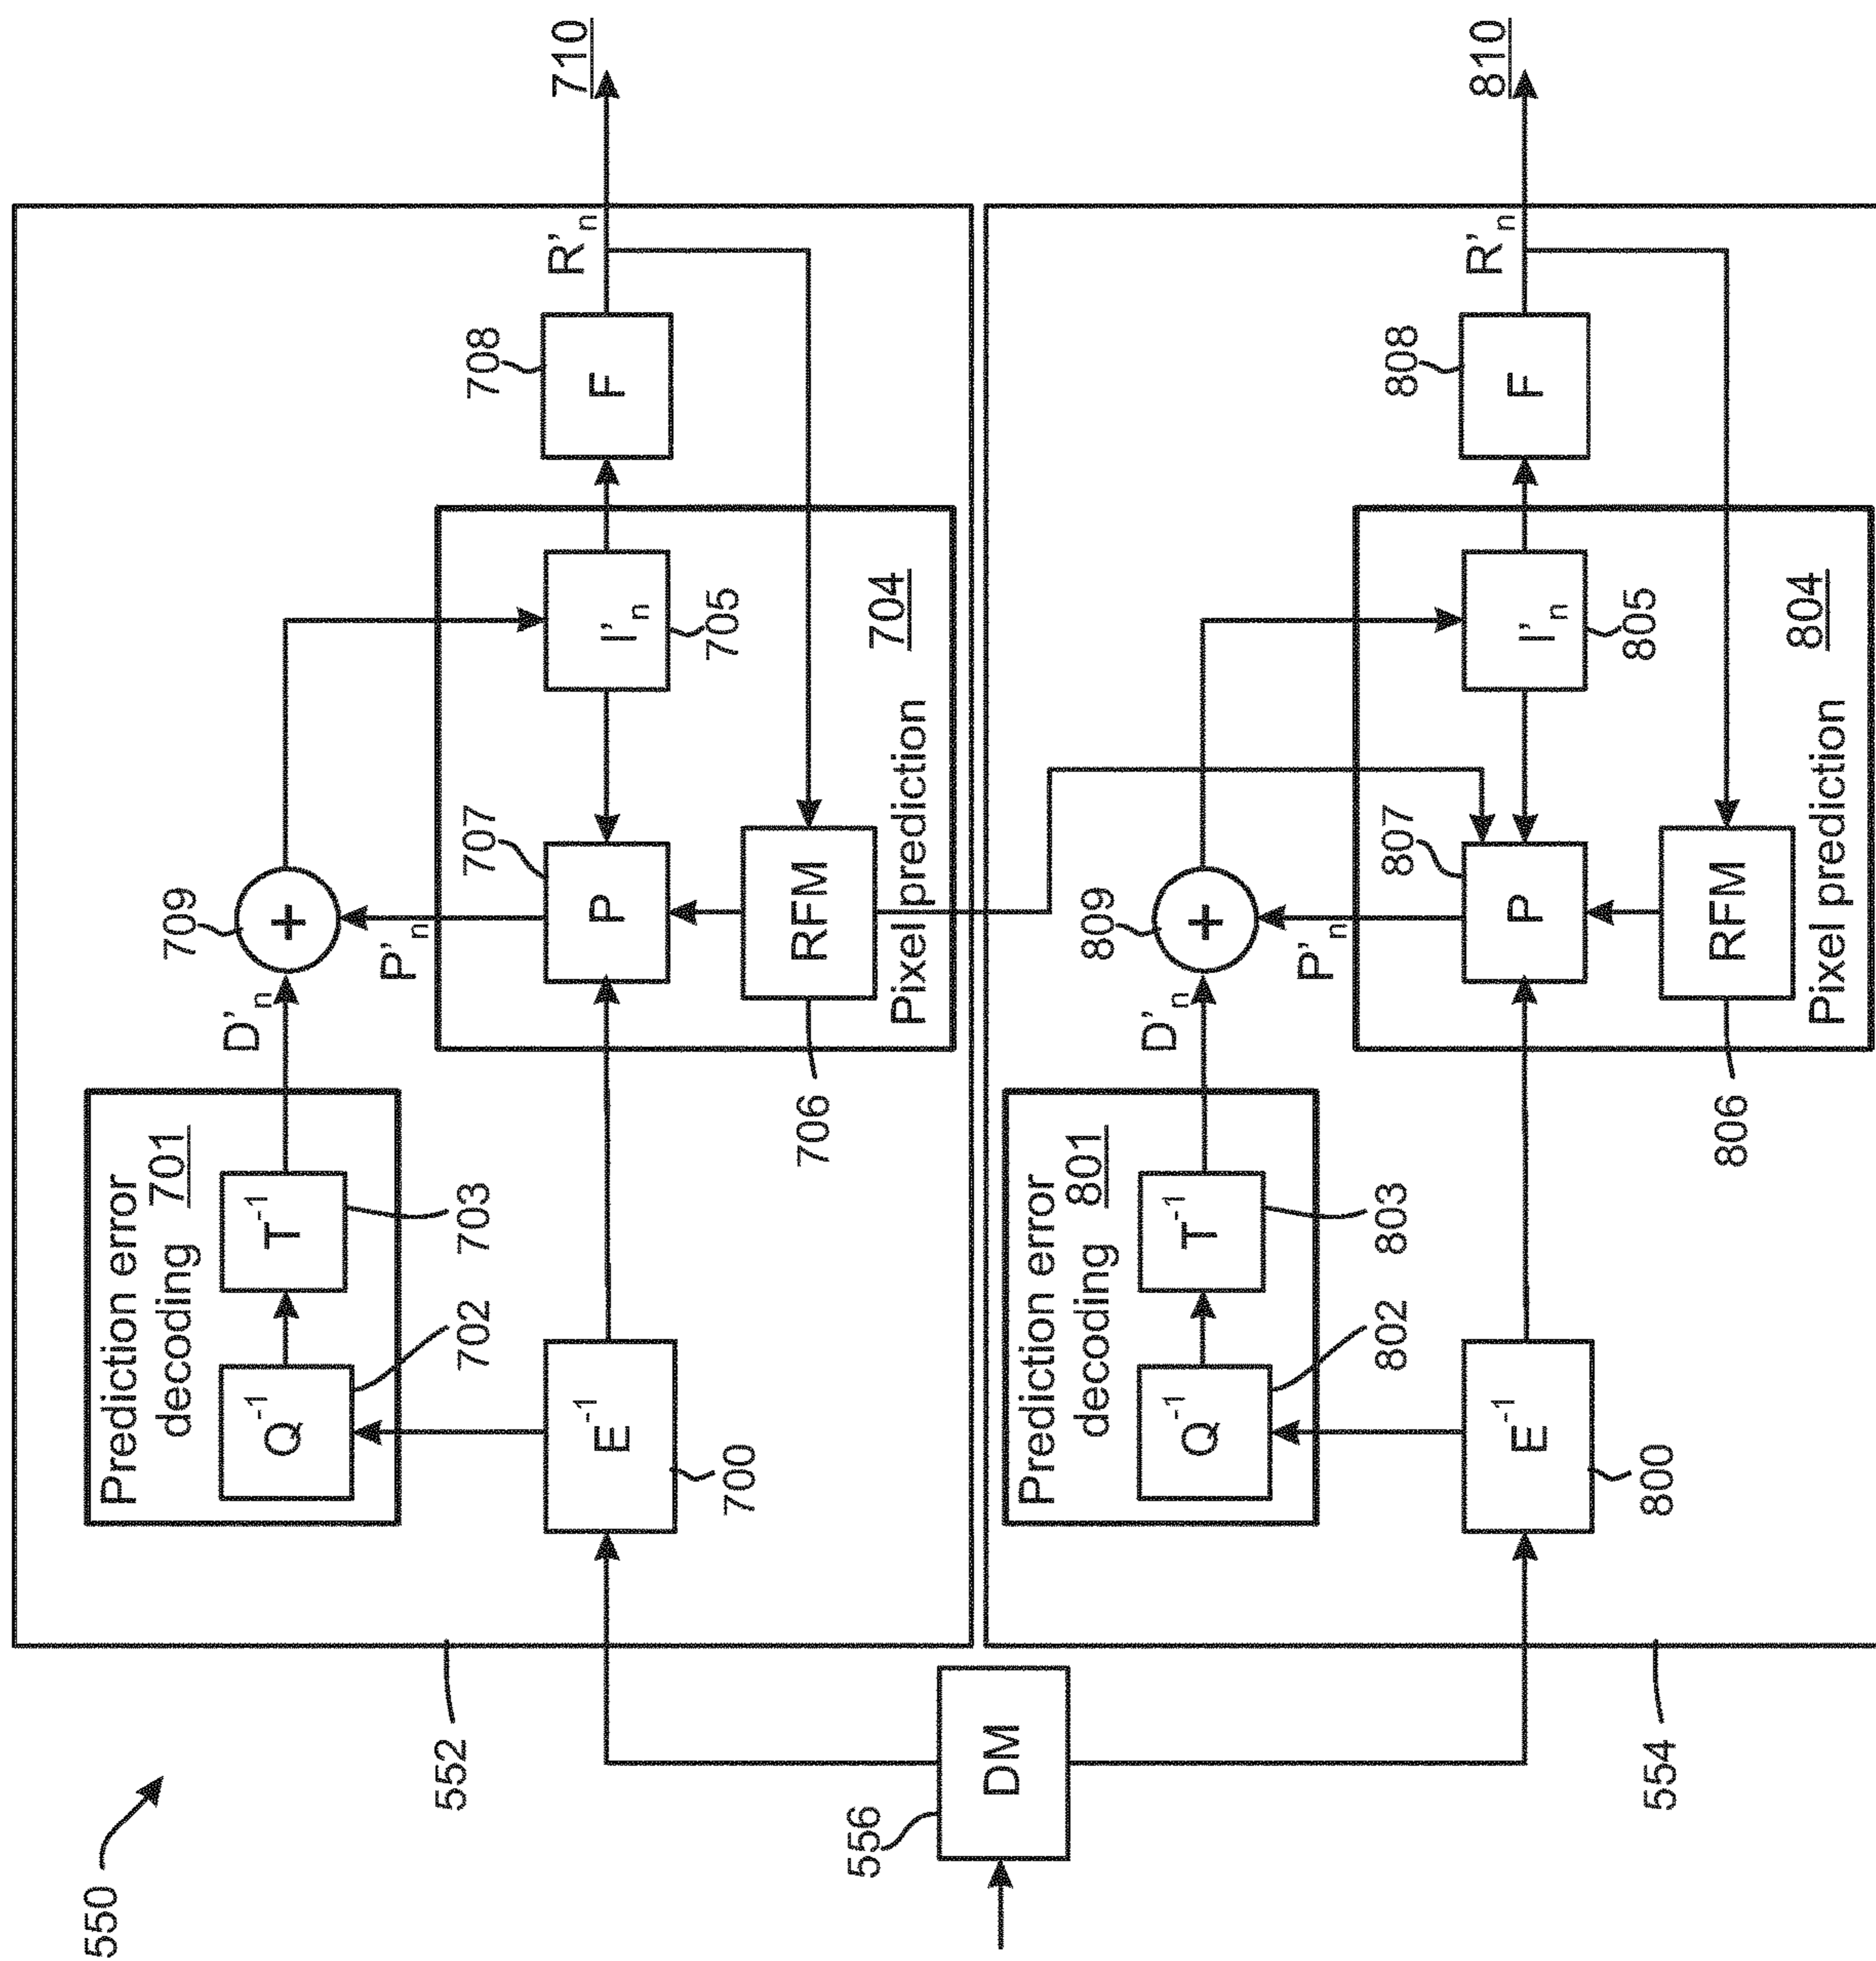 550
552
Prediction error
decoding
701
Q⁻¹
T⁻¹
702
703
D'ₙ
709
+
P'ₙ
E⁻¹
700
707
P
I'ₙ
705
RFM
706
Pixel prediction
704
708
F
R'ₙ
710
556
DM
554
Prediction error
decoding
801
Q⁻¹
T⁻¹
802
803
D'ₙ
809
+
P'ₙ
E⁻¹
800
807
P
I'ₙ
805
RFM
806
Pixel prediction
804
808
F
R'ₙ
810